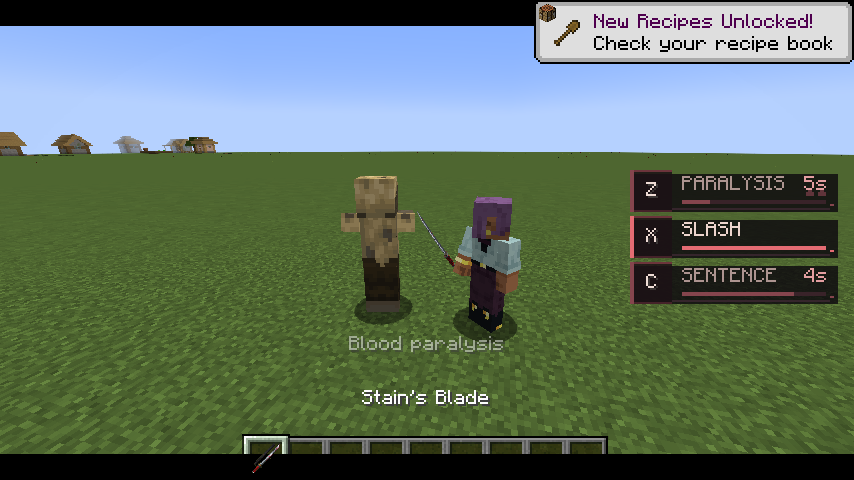 New Recipes Unlocked!
Check your recipe book
Z PARALYSIS 5s
X SLASH
C SENTENCE 4s
Blood paralysis
Stain's Blade